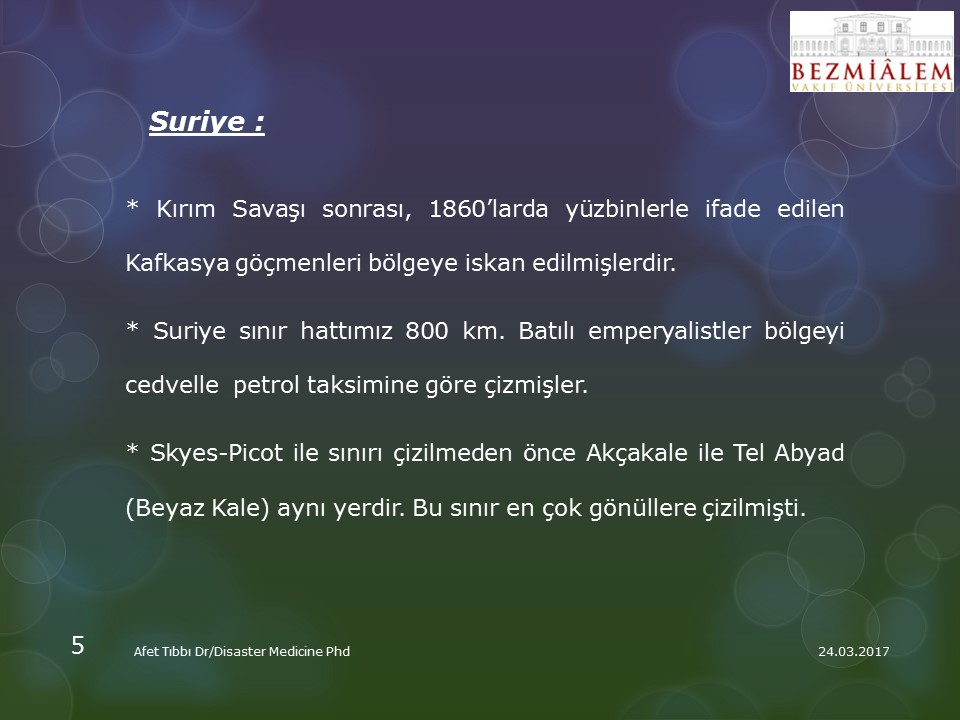 BEZMİÂLEM
VAKIF ÜNİVERSİTESİ
Suriye :
* Kırım Savaşı sonrası, 1860’larda yüzbinlerle ifade edilen
Kafkasya göçmenleri bölgeye iskan edilmişlerdir.
* Suriye sınır hattımız 800 km. Batılı emperyalistler bölgeyi
cedvelle petrol taksimine göre çizmişler.
* Skyes-Picot ile sınırı çizilmeden önce Akçakale ile Tel Abyad
(Beyaz Kale) aynı yerdir. Bu sınır en çok gönüllere çizilmişti.
5
Afet Tıbbı Dr/Disaster Medicine Phd
24.03.2017